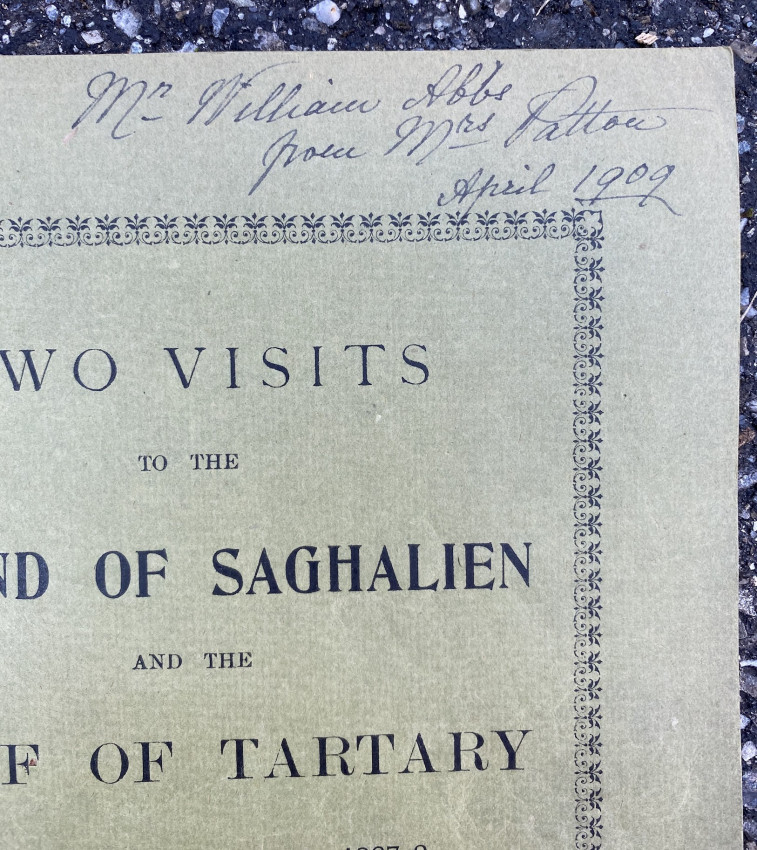 Mr William Abbs
from Mrs Patton
April 1909
WO VISITS
TO THE
ND OF SAGHALIEN
AND THE
F OF TARTARY